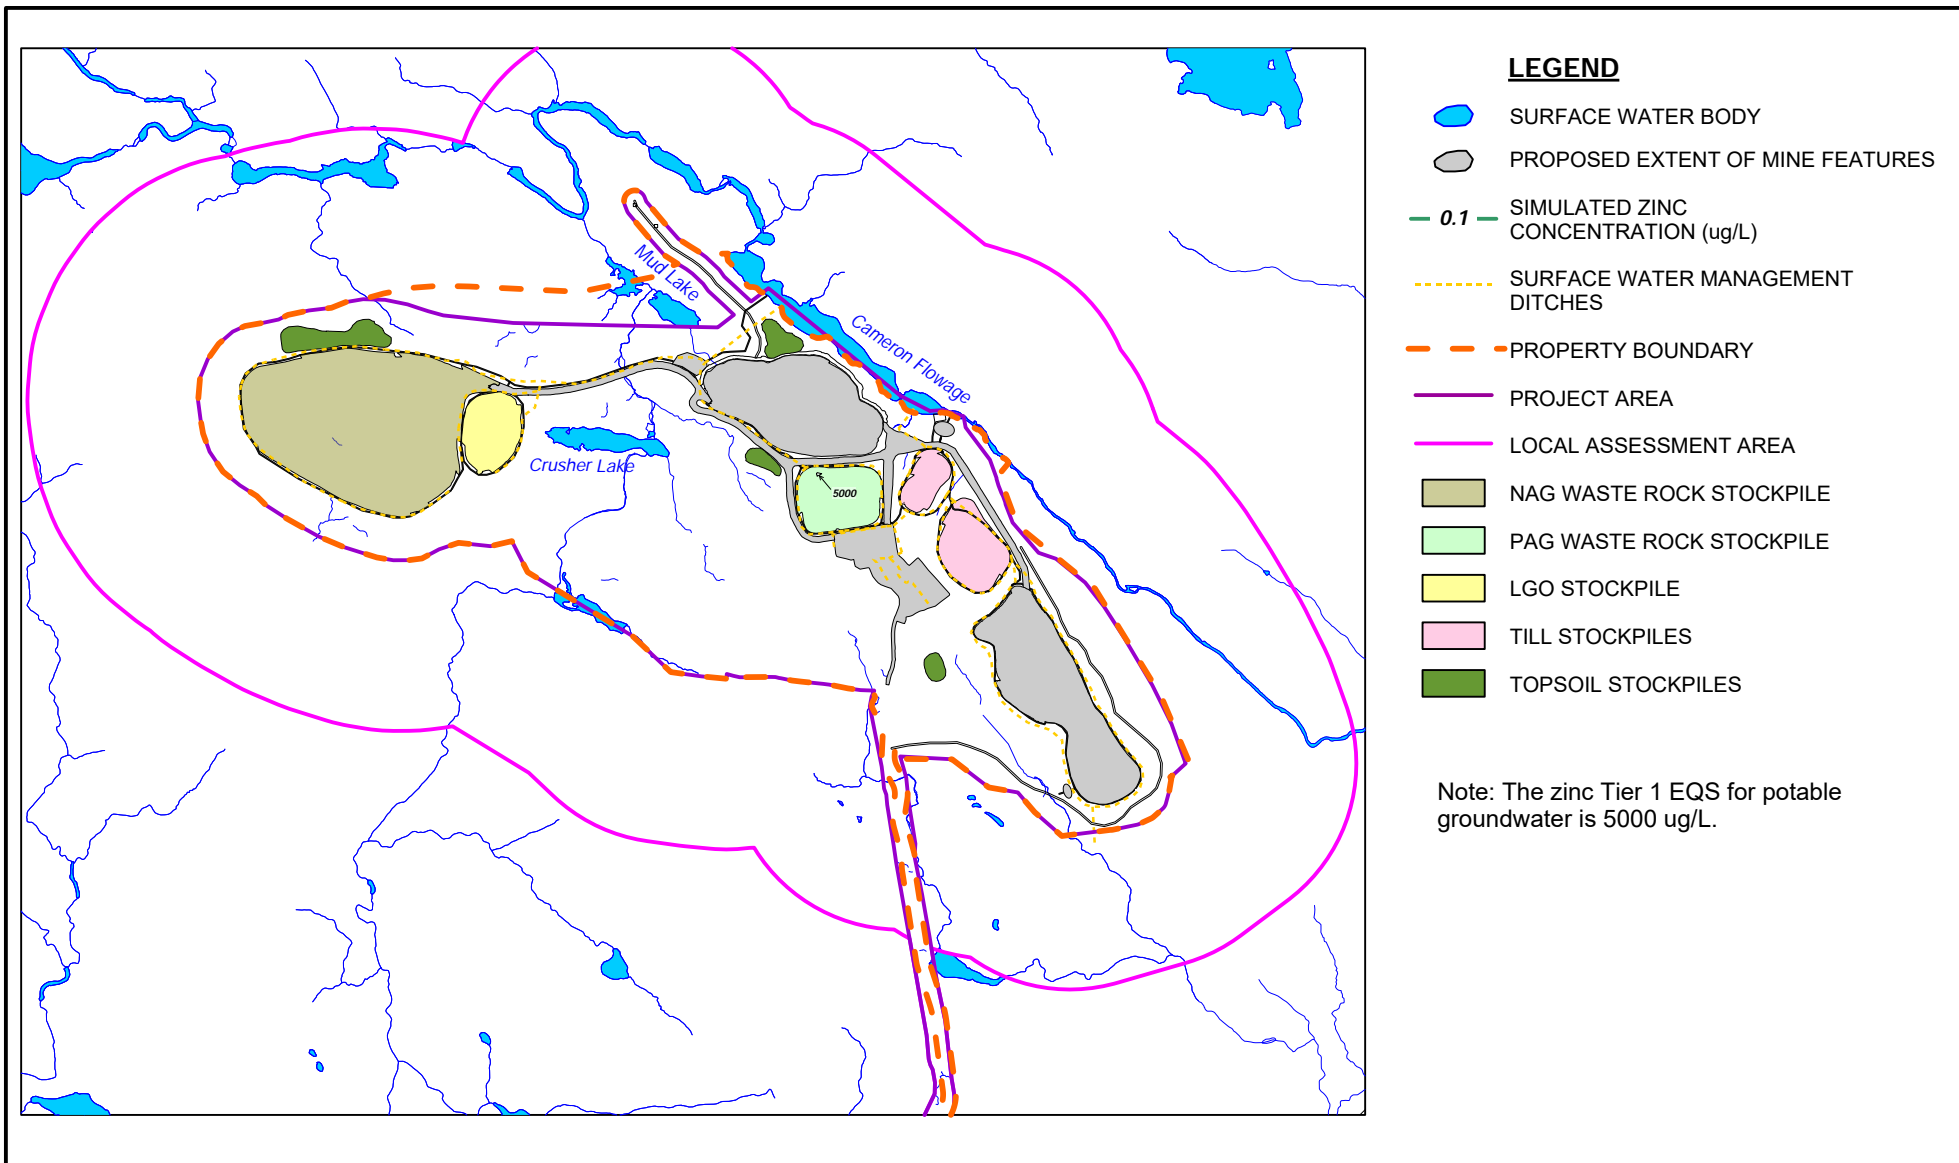 LEGEND
SURFACE WATER BODY
PROPOSED EXTENT OF MINE FEATURES
0.1
SIMULATED ZINC
CONCENTRATION (ug/L)
SURFACE WATER MANAGEMENT
DITCHES
PROPERTY BOUNDARY
PROJECT AREA
LOCAL ASSESSMENT AREA
NAG WASTE ROCK STOCKPILE
PAG WASTE ROCK STOCKPILE
LGO STOCKPILE
TILL STOCKPILES
TOPSOIL STOCKPILES
Note: The zinc Tier 1 EQS for potable
groundwater is 5000 ug/L.
Mud Lake
Cameron Flowage
Crusher Lake
5000